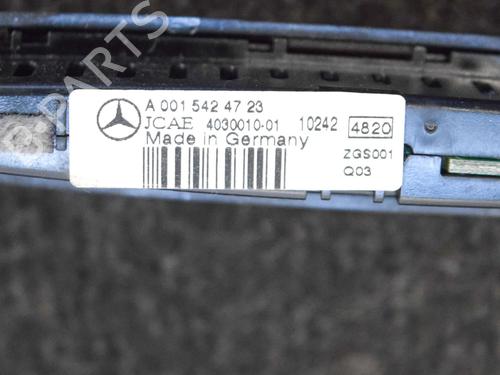 B-PARTS
A 001 542 47 23
JCAE 4030010-01 10242 4820
Made in Germany
ZGS001
Q03